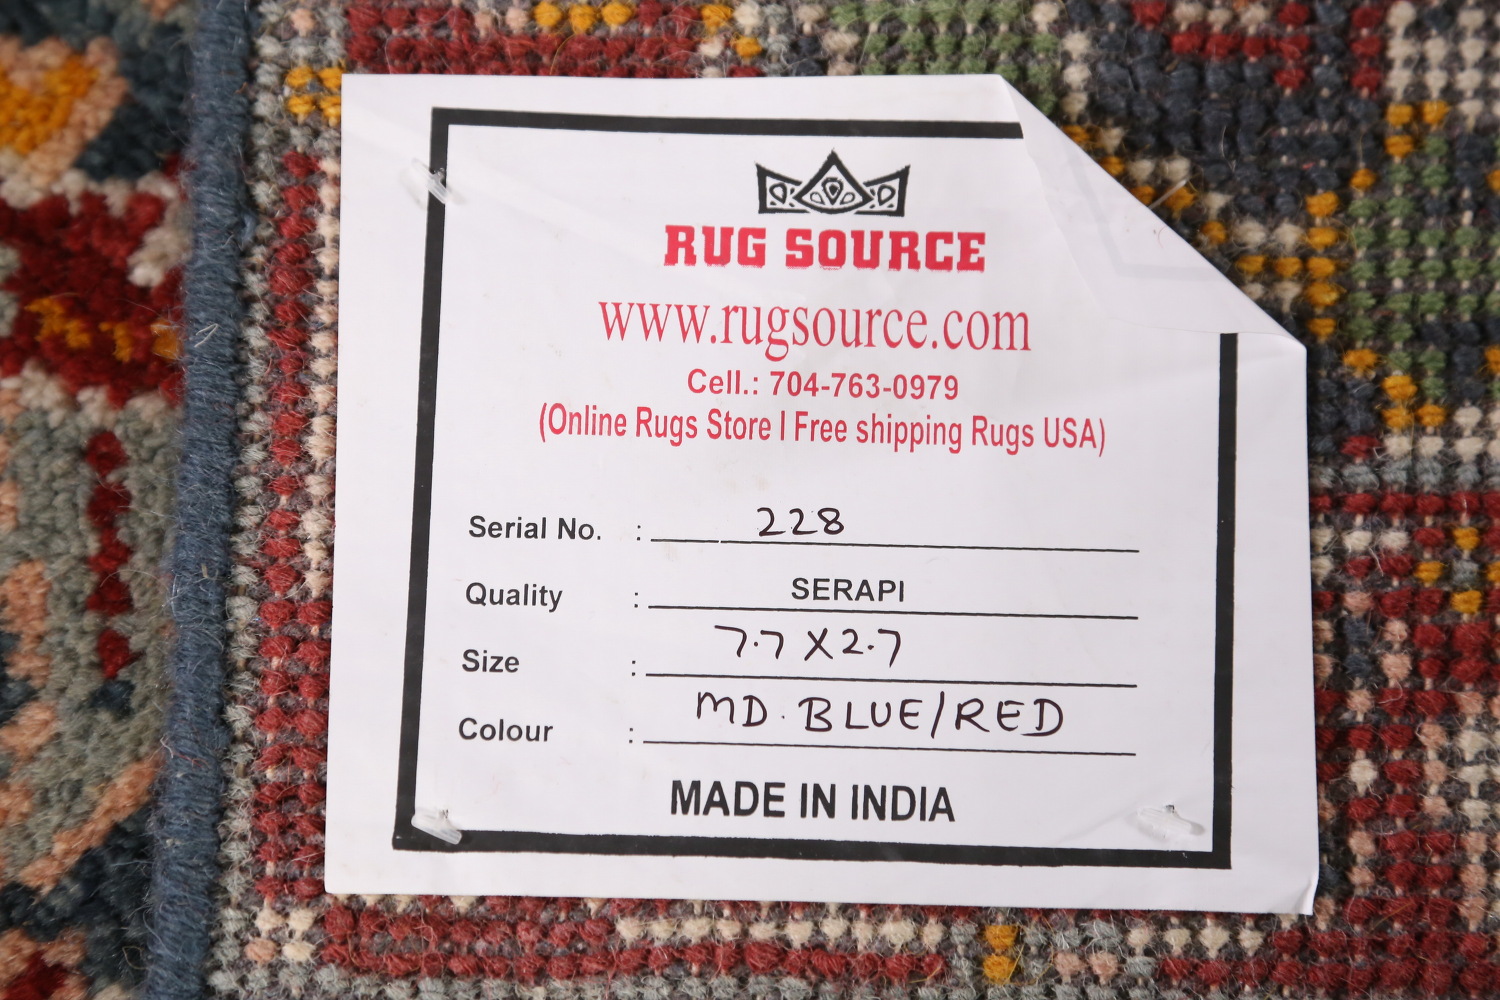 RUG SOURCE
www.rugsource.com
Cell.: 704-763-0979
(Online Rugs Store I Free shipping Rugs USA)
Serial No. : 228
Quality : SERAPI
Size : 7.7 X 2.7
Colour : MD. BLUE/RED
MADE IN INDIA